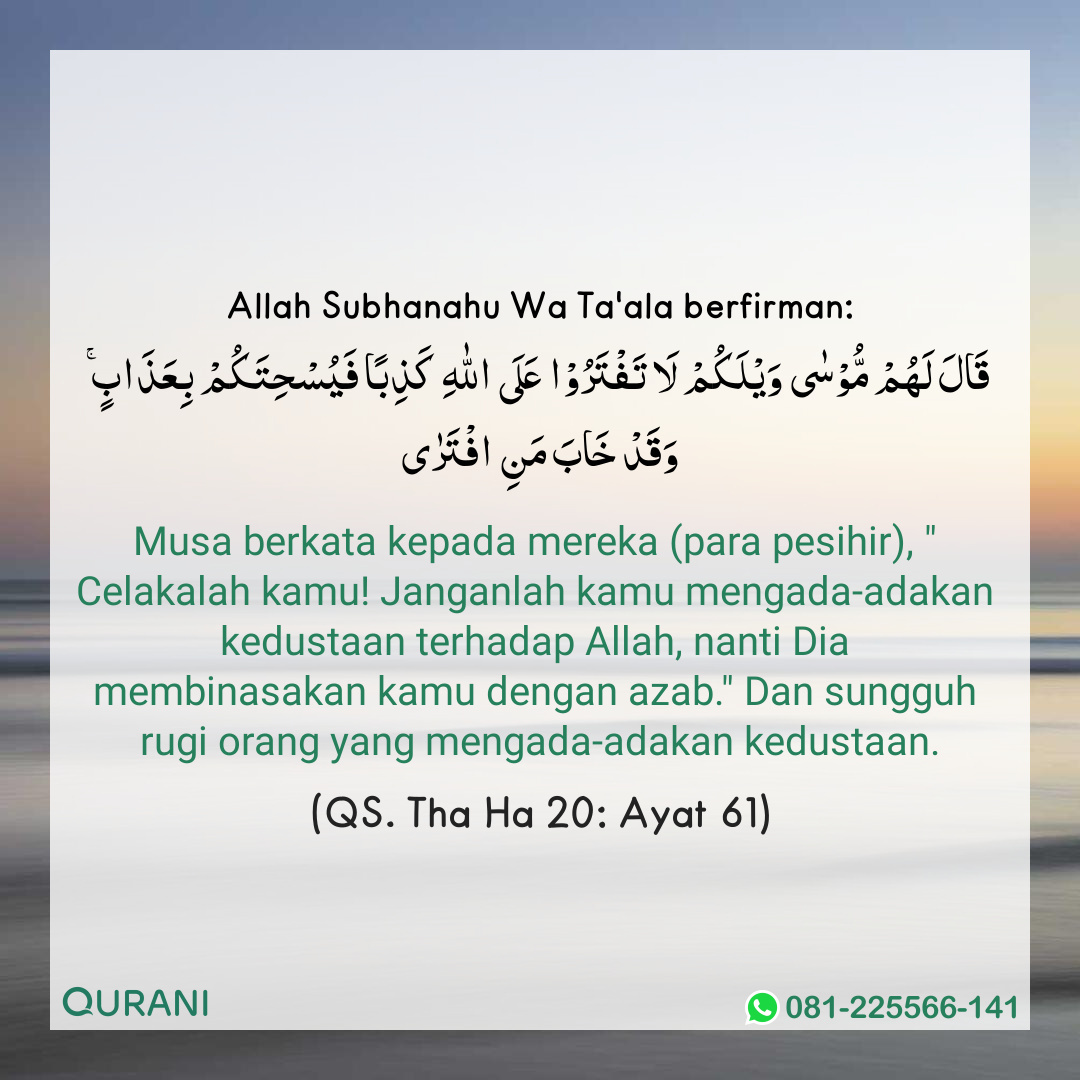 Allah Subhanahu Wa Ta'ala berfirman:
قَالَ لَهُمْ مُّوْسٰى وَيْلَكُمْ لَا تَفْتَرُوْا عَلَى اللّٰهِ كَذِبًا فَيُسْحِتَكُمْ بِعَذَابٍ ۚ
وَقَدْ خَابَ مَنِ افْتَرٰى
Musa berkata kepada mereka (para pesihir), "
Celakalah kamu! Janganlah kamu mengada-adakan
kedustaan terhadap Allah, nanti Dia
membinasakan kamu dengan azab." Dan sungguh
rugi orang yang mengada-adakan kedustaan.
(QS. Tha Ha 20: Ayat 61)
QURANI
081-225566-141